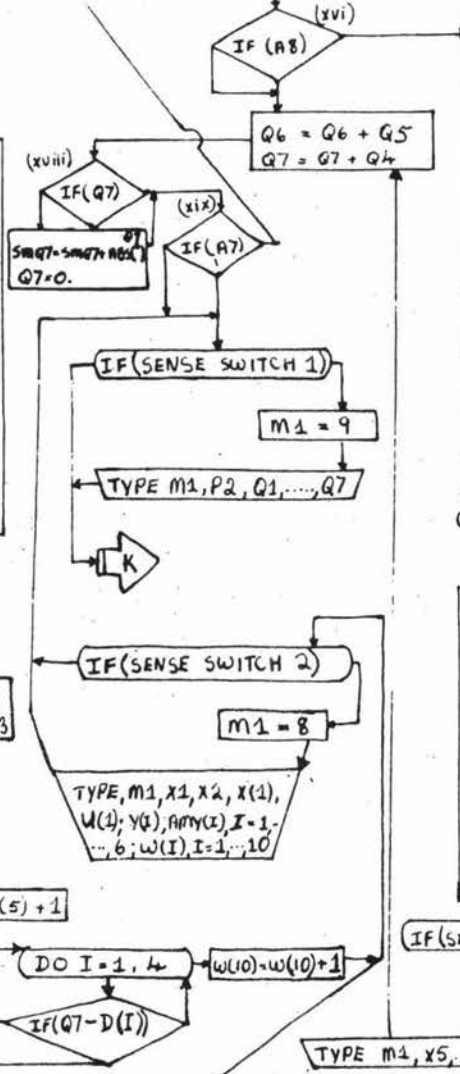 (xvi)
IF (A8)
Q6 = Q6 + Q5
Q7 = Q7 + Q4
(xviii)
IF(Q7)
(xix)
Q7
SMQ7=SMQ7+ABS( )
Q7=0.
IF(A7)
IF(SENSE SWITCH 1)
M1 = 9
TYPE M1, P2, Q1,....., Q7
K
IF(SENSE SWITCH 2)
3
M1 = 8
TYPE, M1, X1, X2, X(1),
U(1); Y(I), AMY(I), I=1,-
..., 6; W(I), I=1,..,10
(5) + 1
DO I=1, 4
W(10)=W(10)+1
IF(S
IF(Q7-D(I))
TYPE M1, X5,.